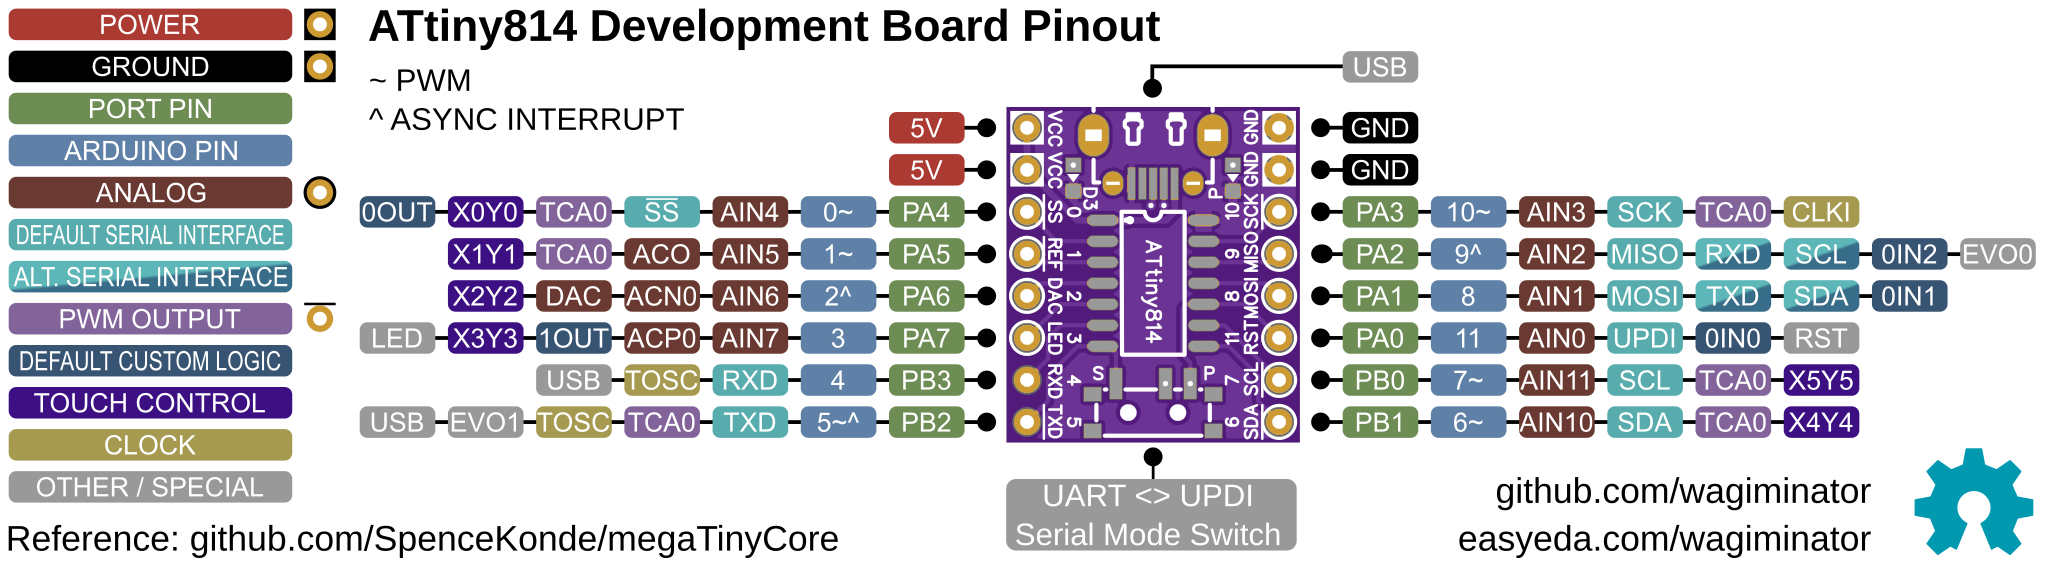 ATtiny814 Development Board Pinout
~ PWM
^ ASYNC INTERRUPT
POWER
GROUND
PORT PIN
ARDUINO PIN
ANALOG
DEFAULT SERIAL INTERFACE
ALT. SERIAL INTERFACE
PWM OUTPUT
DEFAULT CUSTOM LOGIC
TOUCH CONTROL
CLOCK
OTHER / SPECIAL
5V
5V
0OUT X0Y0 TCA0 SS AIN4 0~ PA4
X1Y1 TCA0 ACO AIN5 1~ PA5
X2Y2 DAC ACN0 AIN6 2^ PA6
LED X3Y3 1OUT ACP0 AIN7 3 PA7
USB TOSC RXD 4 PB3
USB EVO1 TOSC TCA0 TXD 5~^ PB2
VCC
VCC
SS 0
REF 1
DAC 2
LED 3
RXD 4
TXD 5
D3
P
ATtiny814
S P
GND
GND
10 SCK
9 MISO
8 MOSI
11 RST
7 SCL
6 SDA
USB
GND
GND
PA3 10~ AIN3 SCK TCA0 CLKI
PA2 9^ AIN2 MISO RXD SCL 0IN2 EVO0
PA1 8 AIN1 MOSI TXD SDA 0IN1
PA0 11 AIN0 UPDI 0IN0 RST
PB0 7~ AIN11 SCL TCA0 X5Y5
PB1 6~ AIN10 SDA TCA0 X4Y4
UART <> UPDI
Serial Mode Switch
Reference: github.com/SpenceKonde/megaTinyCore
github.com/wagiminator
easyeda.com/wagiminator